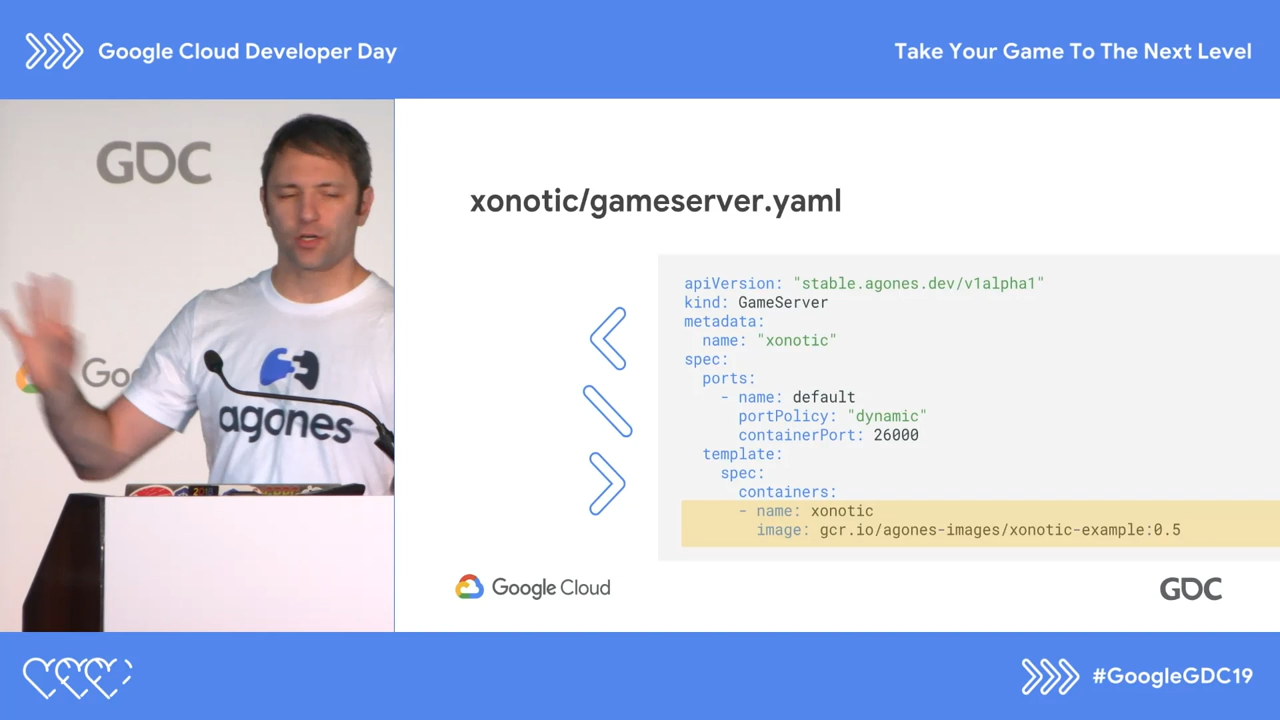 Google Cloud Developer Day
Take Your Game To The Next Level
GDC
Goo
agones
xonotic/gameserver.yaml
apiVersion: "stable.agones.dev/v1alpha1"
kind: GameServer
metadata:
  name: "xonotic"
spec:
  ports:
    - name: default
      portPolicy: "dynamic"
      containerPort: 26000
  template:
    spec:
      containers:
      - name: xonotic
        image: gcr.io/agones-images/xonotic-example:0.5
Google Cloud
GDC
#GoogleGDC19